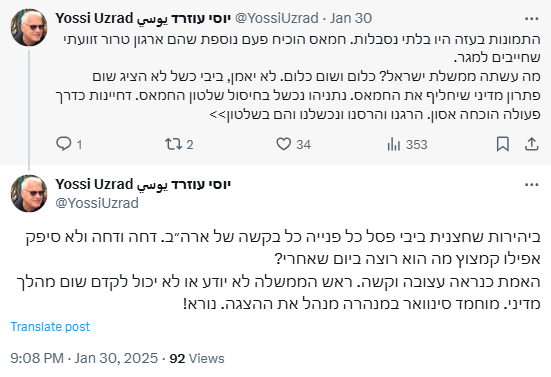 Yossi Uzrad יוסי עוזרד @YossiUzrad · Jan 30
התמונות בעזה היו בלתי נסבלות. חמאס הוכיח פעם נוספת שהם ארגון טרור זוועתי
שחייבים למגר.
מה עשתה ממשלת ישראל? כלום ושום כלום. לא יאמן, ביבי כשל לא הציג שום
פתרון מדיני שיחליף את החמאס. נתניהו נכשל בחיסול שלטון החמאס. דחיינות כדרך
פעולה הוכחה אסון. הרגנו והרסנו ונכשלנו והם בשלטון>>
1 2 34 353
Yossi Uzrad יוסי עוזרד
@YossiUzrad
ביהירות שחצנית ביבי פסל כל פנייה כל בקשה של ארה״ב. דחה ודחה ולא סיפק
אפילו קמצוץ מה הוא רוצה ביום שאחרי?
האמת כנראה עצובה וקשה. ראש הממשלה לא יודע או לא יכול לקדם שום מהלך
מדיני. מוחמד סינוואר במנהרה מנהל את ההצגה. נורא!
Translate post
9:08 PM · Jan 30, 2025 · 92 Views